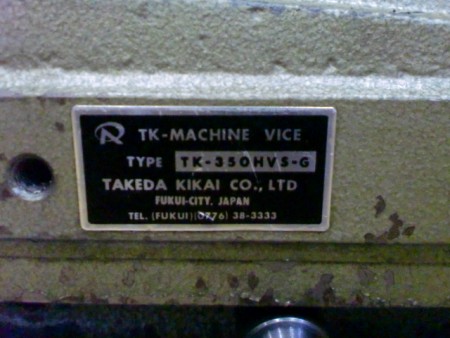 TK-MACHINE VICE
TYPE TK-350HVS-G
TAKEDA KIKAI CO., LTD
FUKUI-CITY, JAPAN
TEL. (FUKUI)(0776) 38-3333